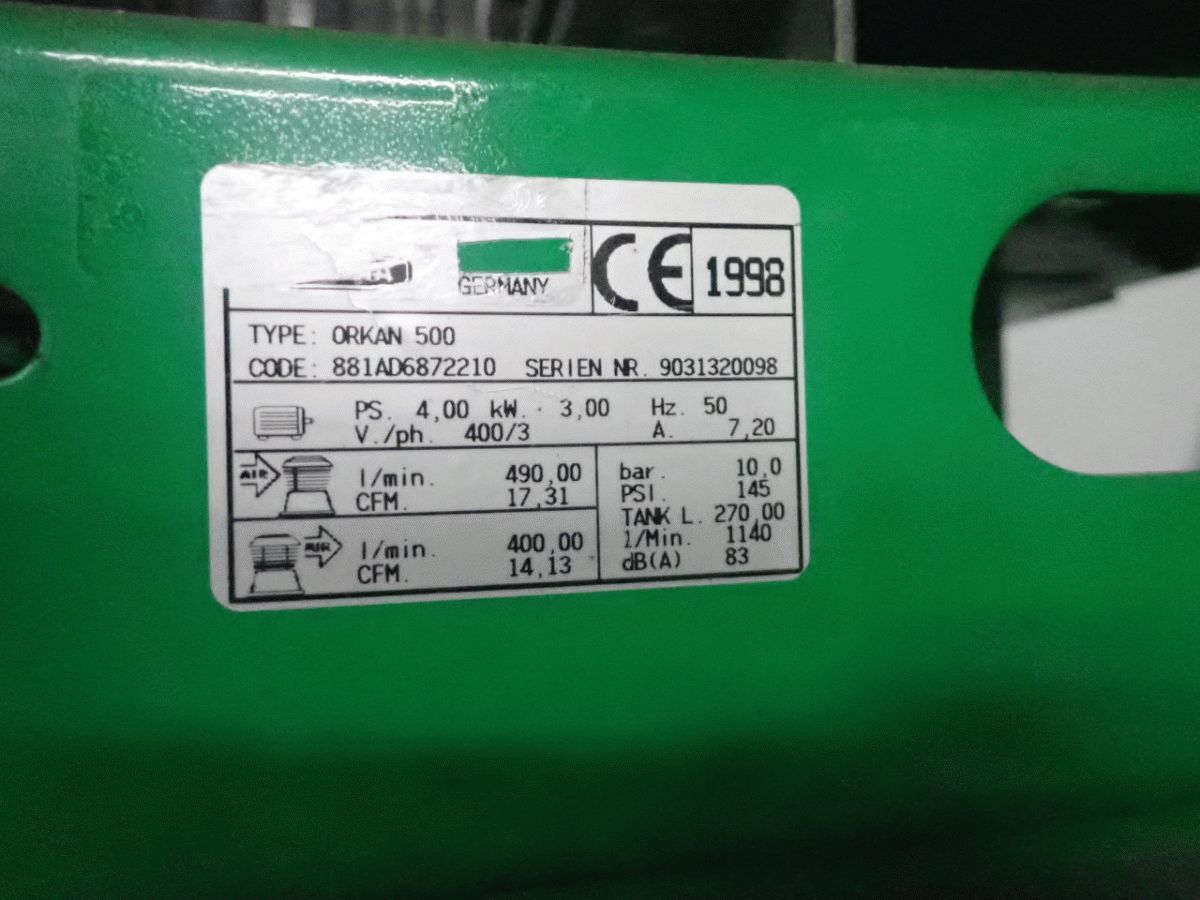 GERMANY
CE 1998
TYPE: ORKAN 500
CODE: 881AD6872210 SERIEN NR. 9031320098
PS. 4,00 kW. 3,00 Hz. 50
V./ph. 400/3 A. 7,20
AIR
l/min. 490,00
CFM. 17,31
AIR
l/min. 400,00
CFM. 14,13
bar. 10,0
PSI. 145
TANK L. 270,00
1/Min. 1140
dB(A) 83